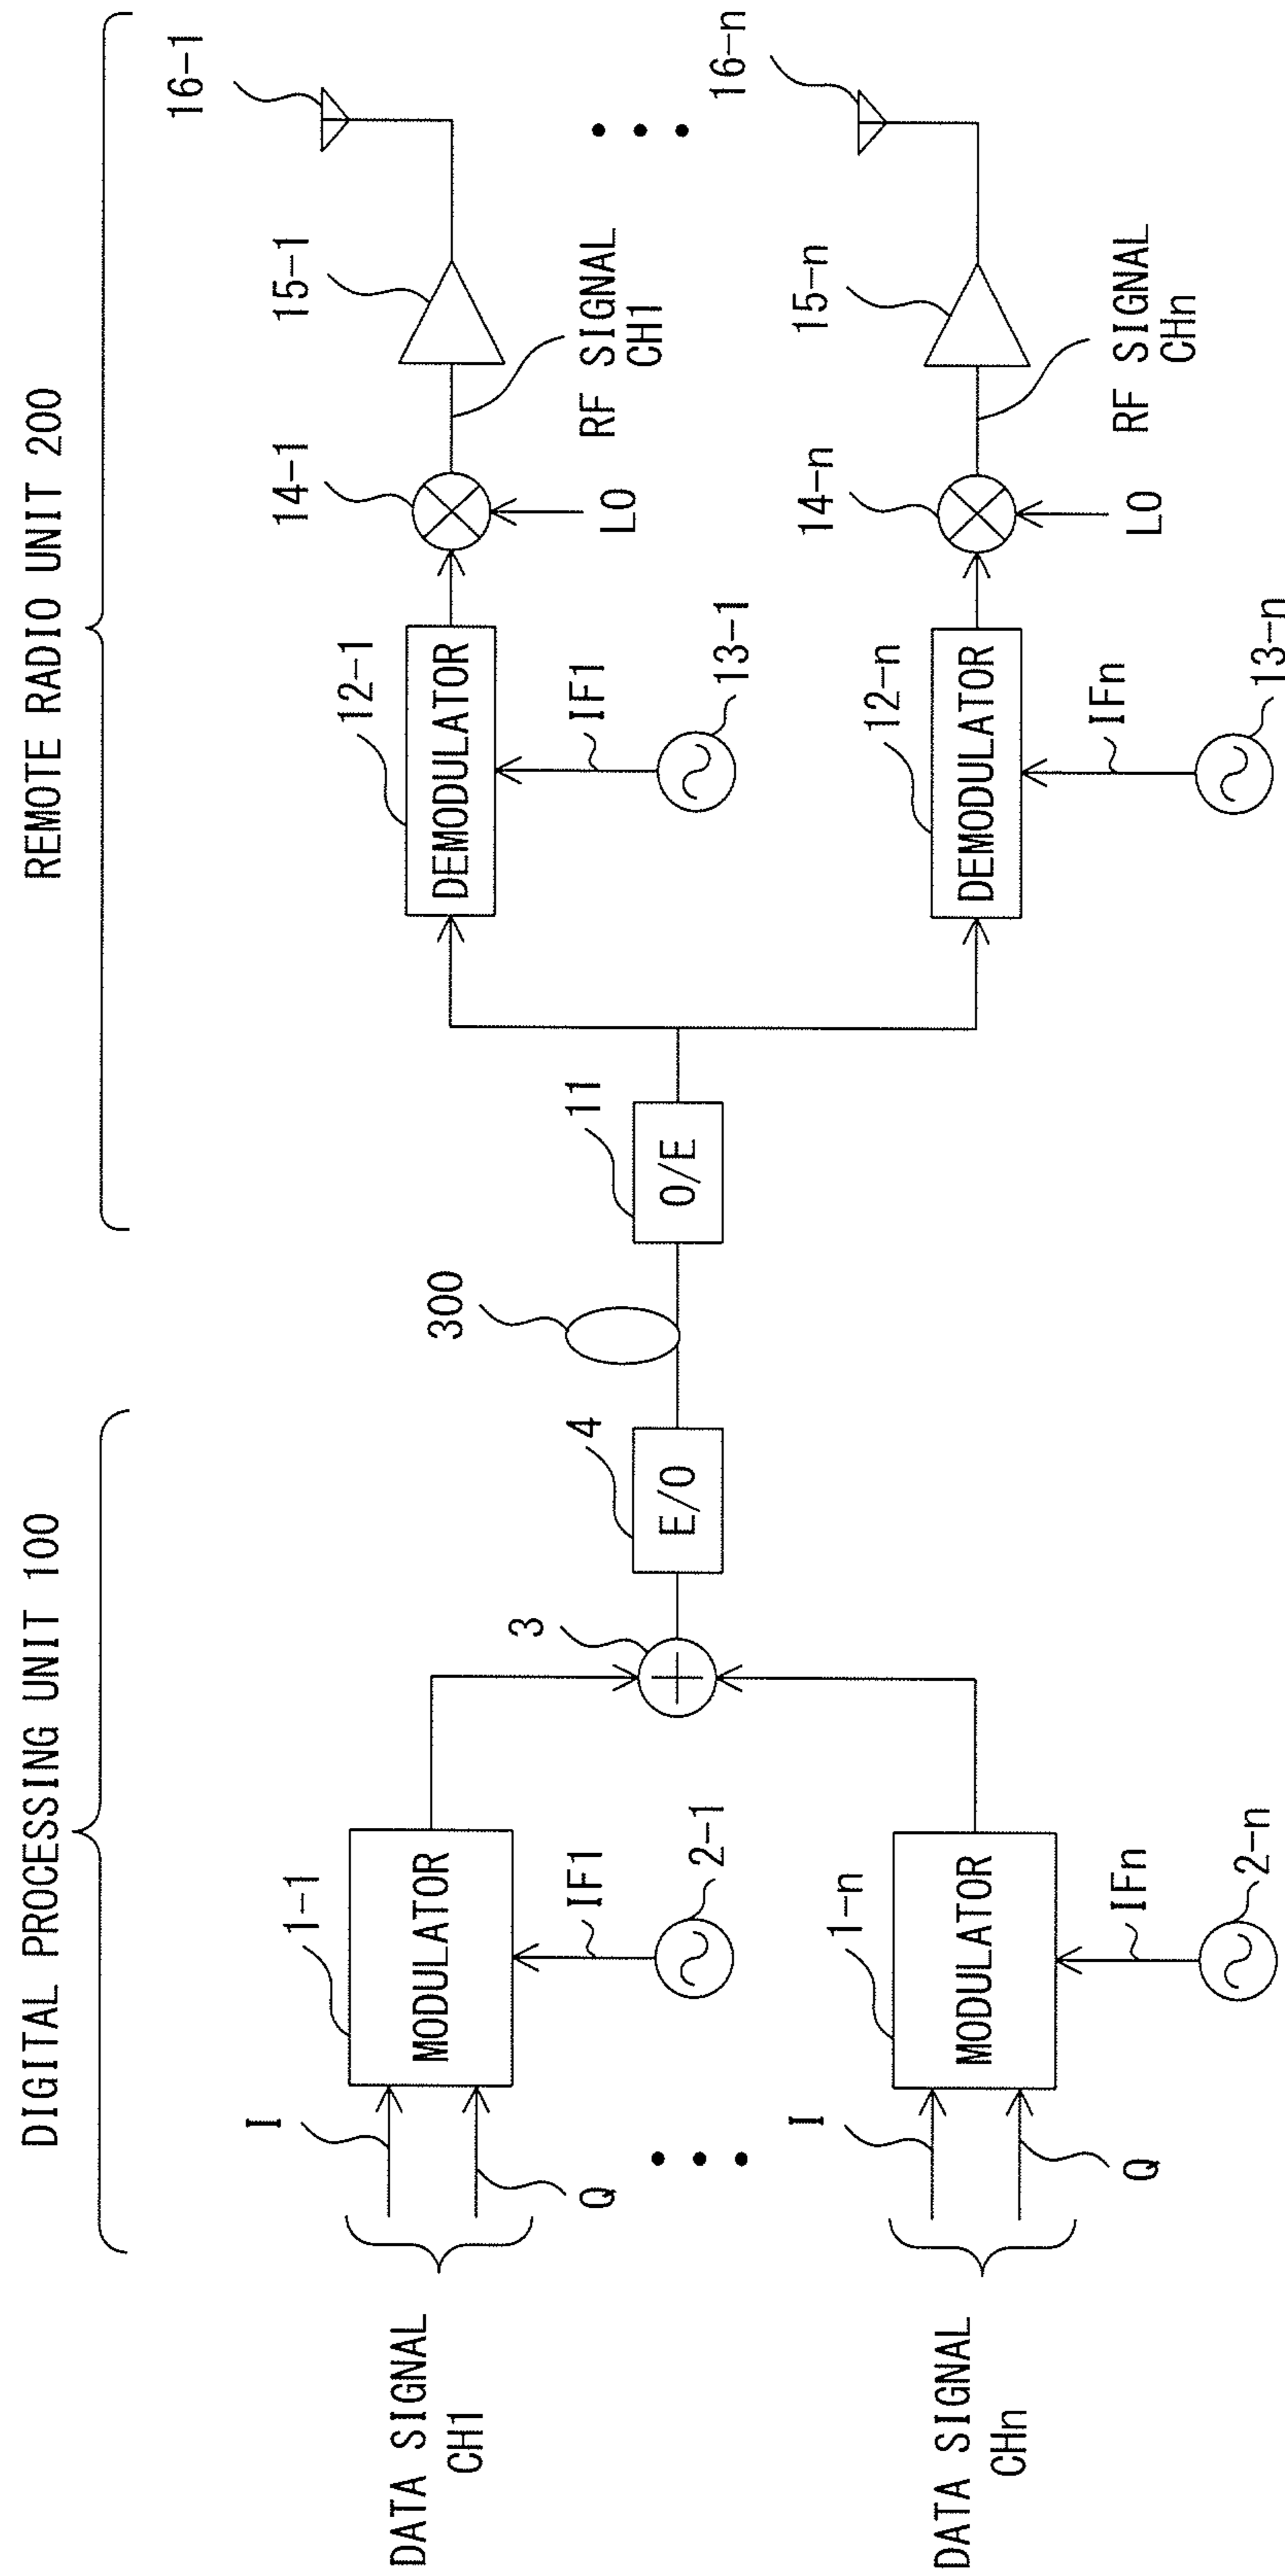 DIGITAL PROCESSING UNIT 100
REMOTE RADIO UNIT 200
DATA SIGNAL
CH1
I
Q
1-1
MODULATOR
IF1
2-1
3
4
E/O
300
11
O/E
12-1
DEMODULATOR
IF1
13-1
14-1
LO
RF SIGNAL
CH1
15-1
16-1
DATA SIGNAL
CHn
I
Q
1-n
MODULATOR
IFn
2-n
12-n
DEMODULATOR
IFn
13-n
14-n
LO
RF SIGNAL
CHn
15-n
16-n